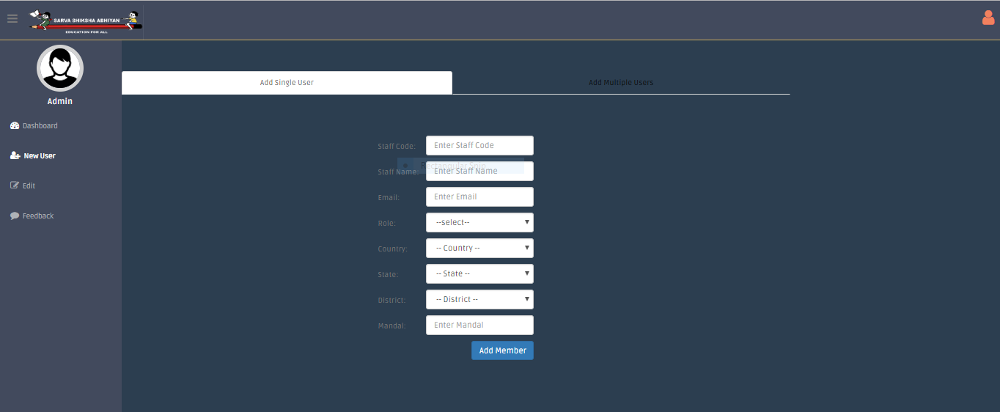 SARVA SHIKSHA ABHIYAN
EDUCATION FOR ALL
Admin
Dashboard
New User
Edit
Feedback
Add Single User
Add Multiple Users
Staff Code: Enter Staff Code
Rectangular Snip
Staff Name: Enter Staff Name
Email: Enter Email
Role: --select--
Country: -- Country --
State: -- State --
District: -- District --
Mandal: Enter Mandal
Add Member